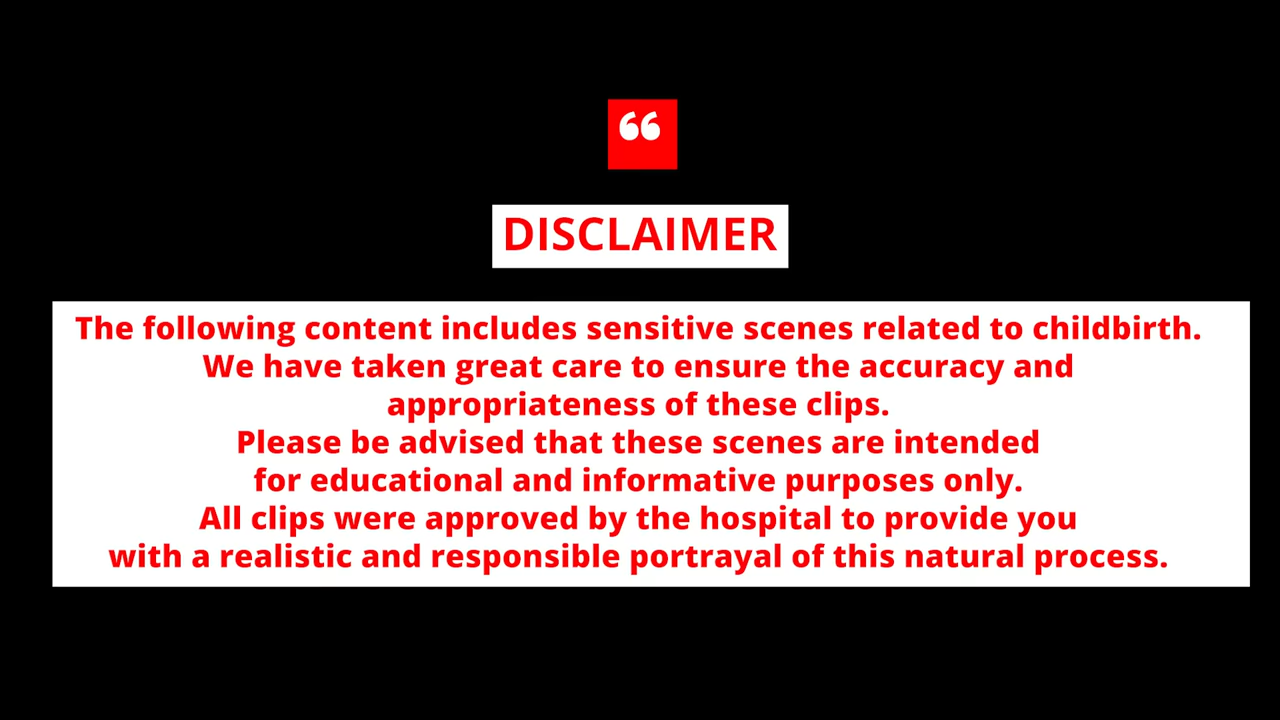 ❝
DISCLAIMER
The following content includes sensitive scenes related to childbirth.
We have taken great care to ensure the accuracy and
appropriateness of these clips.
Please be advised that these scenes are intended
for educational and informative purposes only.
All clips were approved by the hospital to provide you
with a realistic and responsible portrayal of this natural process.